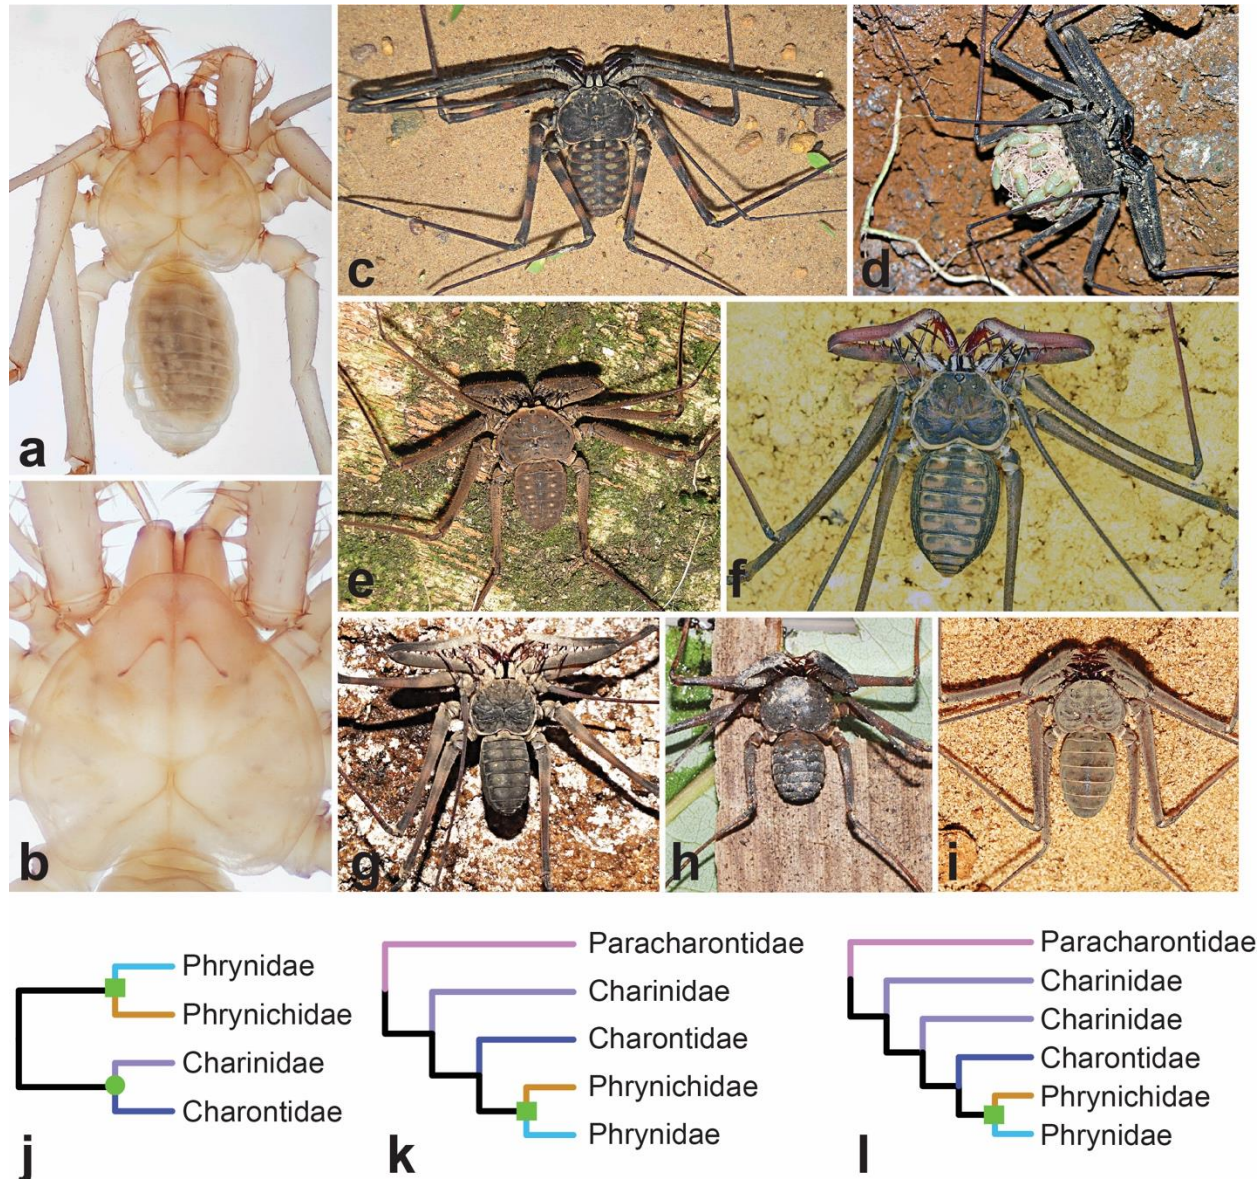 a
b
c
d
e
f
g
h
i
Phrynidae
Phrynichidae
Charinidae
Charontidae
j
Paracharontidae
Charinidae
Charontidae
Phrynichidae
Phrynidae
k
Paracharontidae
Charinidae
Charinidae
Charontidae
Phrynichidae
Phrynidae
l